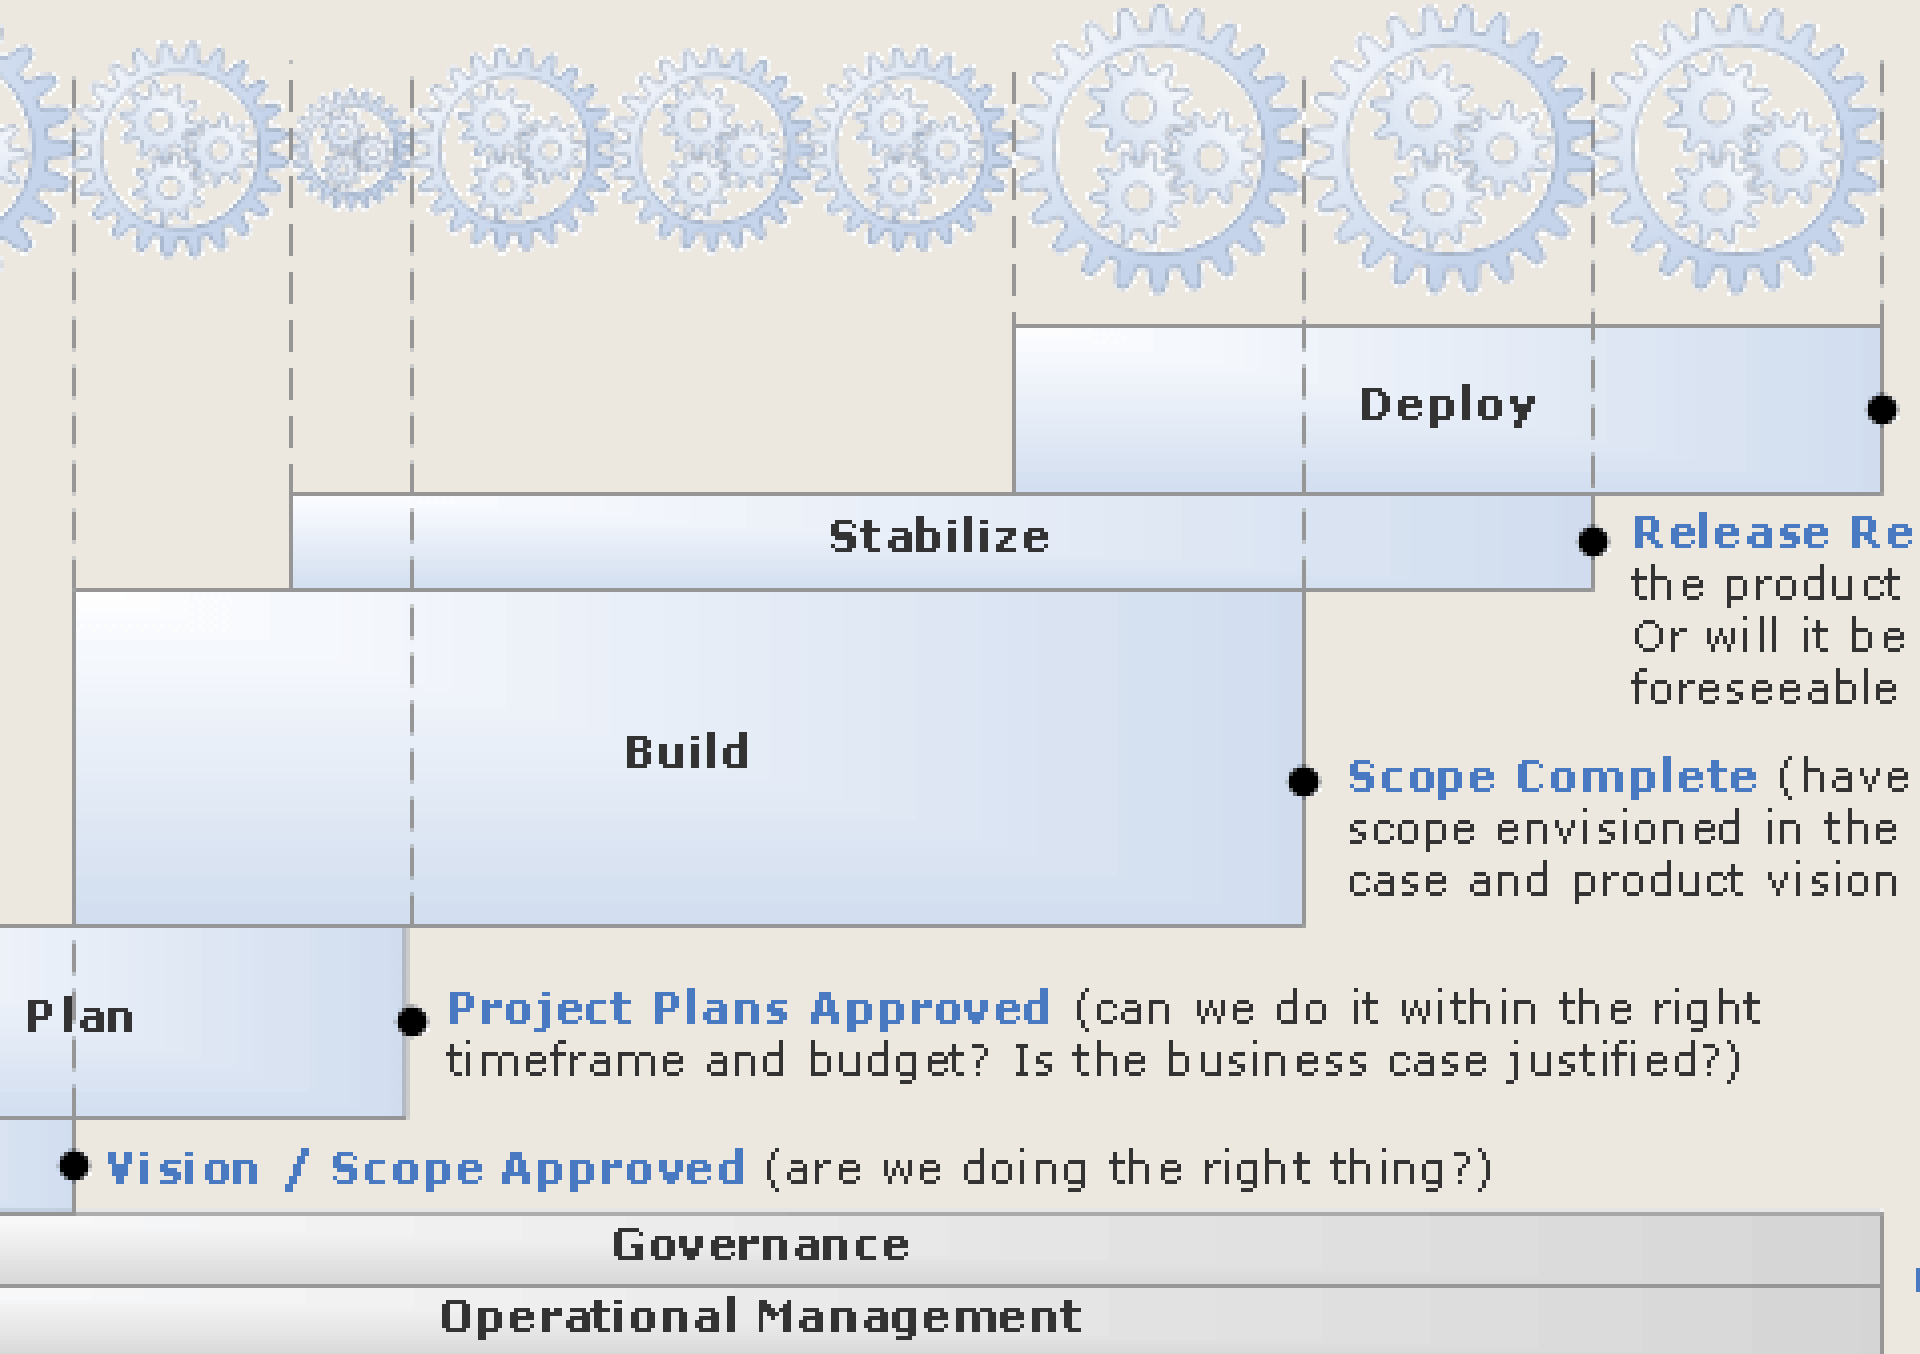 Deploy
Stabilize
Release Re
the product
Or will it be
foreseeable
Build
Scope Complete (have
scope envisioned in the
case and product vision
Plan
Project Plans Approved (can we do it within the right
timeframe and budget? Is the business case justified?)
Vision / Scope Approved (are we doing the right thing?)
Governance
Operational Management